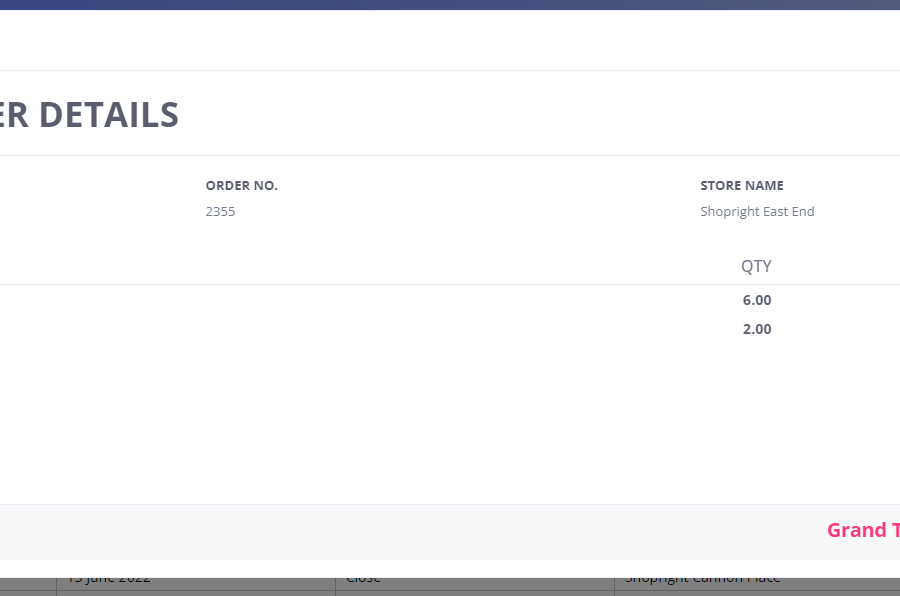 ER DETAILS
ORDER NO. STORE NAME
2355 Shopright East End
QTY
6.00
2.00
Grand T
15 June 2022 Close Shopright Cannon Place